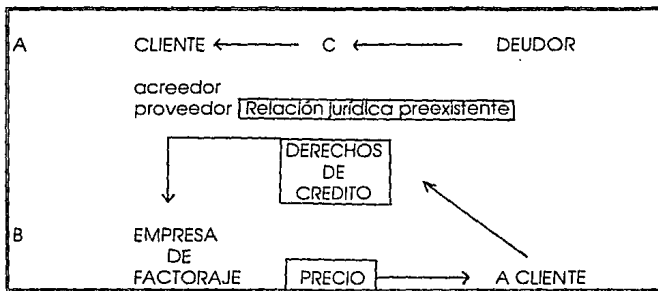 A CLIENTE C DEUDOR
acreedor
proveedor Relación jurídica preexistente
DERECHOS
DE
CREDITO
B EMPRESA
DE
FACTORAJE PRECIO A CLIENTE